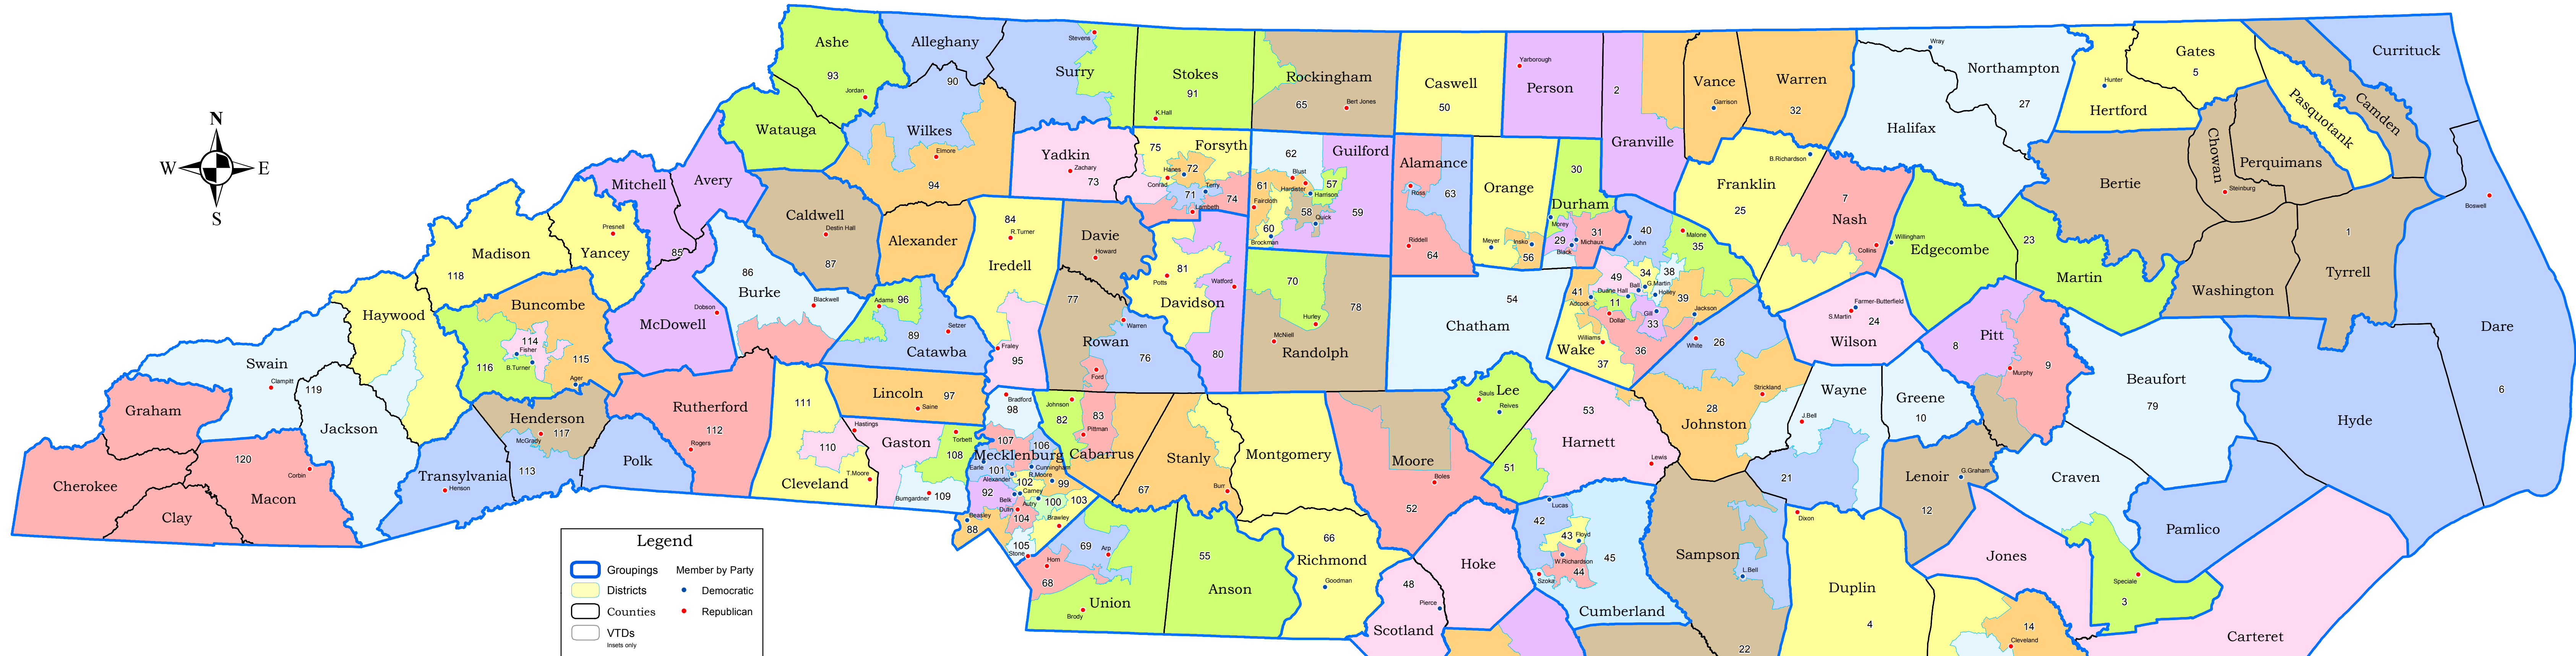 N
W
E
S
Ashe
93
Jordan
Watauga
Alleghany
90
Wilkes
Elmore
94
Surry
Stevens
Stokes
91
K.Hall
Rockingham
65
Bert Jones
Caswell
50
Person
Yarborough
2
Granville
Vance
Garrison
Warren
32
Halifax
Northampton
27
Wray
Hertford
Hunter
Gates
5
Pasquotank
Camden
Currituck
Chowan
Perquimans
Steinburg
Bertie
Washington
Tyrrell
1
Boswell
Dare
6
Hyde
Mitchell
Avery
85
Yadkin
Zachary
73
75
Forsyth
Hanes
72
Conrad
71
Terry
Lambeth
74
62
Guilford
61
Blust
57
Hardister
Harrison
Faircloth
58
59
Quick
60
Brockman
Alamance
Ross
63
Riddell
64
Orange
Meyer
Insko
56
30
Durham
Morey
31
29
Michaux
Black
Franklin
25
B.Richardson
7
Nash
Collins
Willingham
Edgecombe
23
Martin
Madison
118
Presnell
Yancey
Caldwell
Destin Hall
87
Alexander
84
R.Turner
Iredell
Fraley
95
Davie
Howard
77
Rowan
Warren
76
Ford
81
Potts
Davidson
Watford
80
70
Hurley
78
McNiell
Randolph
54
Chatham
40
John
Malone
35
49
34
38
Ball
G.Martin
Duane Hall
Holley
41
Adcock
11
39
Dollar
Gill
33
Jackson
Williams
Wake
36
37
White
26
Strickland
28
Johnston
Farmer-Butterfield
S.Martin
24
Wilson
8
Pitt
9
Murphy
Beaufort
79
86
Burke
Blackwell
Dobson
McDowell
Adams
96
89
Setzer
Catawba
Haywood
Buncombe
114
Fisher
116
B.Turner
115
Ager
Swain
Clampitt
119
Jackson
Graham
Cherokee
Clay
120
Macon
Corbin
Transylvania
Henson
Henderson
McGrady
117
113
Polk
Rutherford
112
Rogers
111
110
Cleveland
T.Moore
Lincoln
97
Saine
Hastings
Gaston
Torbett
108
Bumgardner
109
Bradford
98
107
106
Mecklenburg
Earle
101
Cunningham
R.Moore
Alexander
102
99
92
Carney
Belk
Autry
100
103
Dulin
104
Brawley
Beasley
88
105
Stone
Johnson
82
83
Pittman
Cabarrus
Stanly
67
Burr
Montgomery
Moore
52
Boles
Lee
Sauls
Reives
51
53
Harnett
Lewis
Wayne
J.Bell
21
Greene
10
Lenoir
G.Graham
12
Craven
Pamlico
Jones
Speciale
3
Carteret
69
Arp
Horn
68
Union
Brody
55
Anson
66
Richmond
Goodman
48
Pierce
Scotland
Hoke
Lucas
42
43
Floyd
45
W.Richardson
44
Szoka
Cumberland
Sampson
L.Bell
22
Dixon
Duplin
4
14
Cleveland
Legend
Groupings
Member by Party
Districts
Democratic
Counties
Republican
VTDs
Insets only